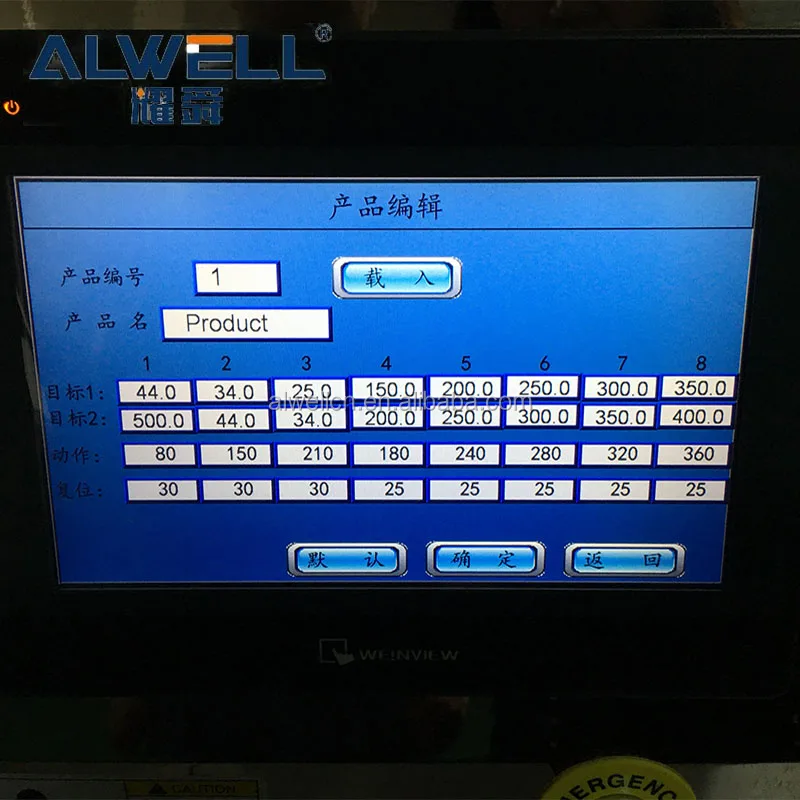 ALWELL®
耀舜
产品编辑
产品编号 1 载 入
产 品 名 Product
1 2 3 4 5 6 7 8
目标1: 44.0 34.0 25.0 150.0 200.0 250.0 300.0 350.0
alwellcn.en.alibaba.com
目标2: 500.0 44.0 34.0 200.0 250.0 300.0 350.0 400.0
动作: 80 150 210 180 240 280 320 360
复位: 30 30 30 25 25 25 25 25
默 认 确 定 返 回
WEINVIEW
CAUTION
EMERGENC